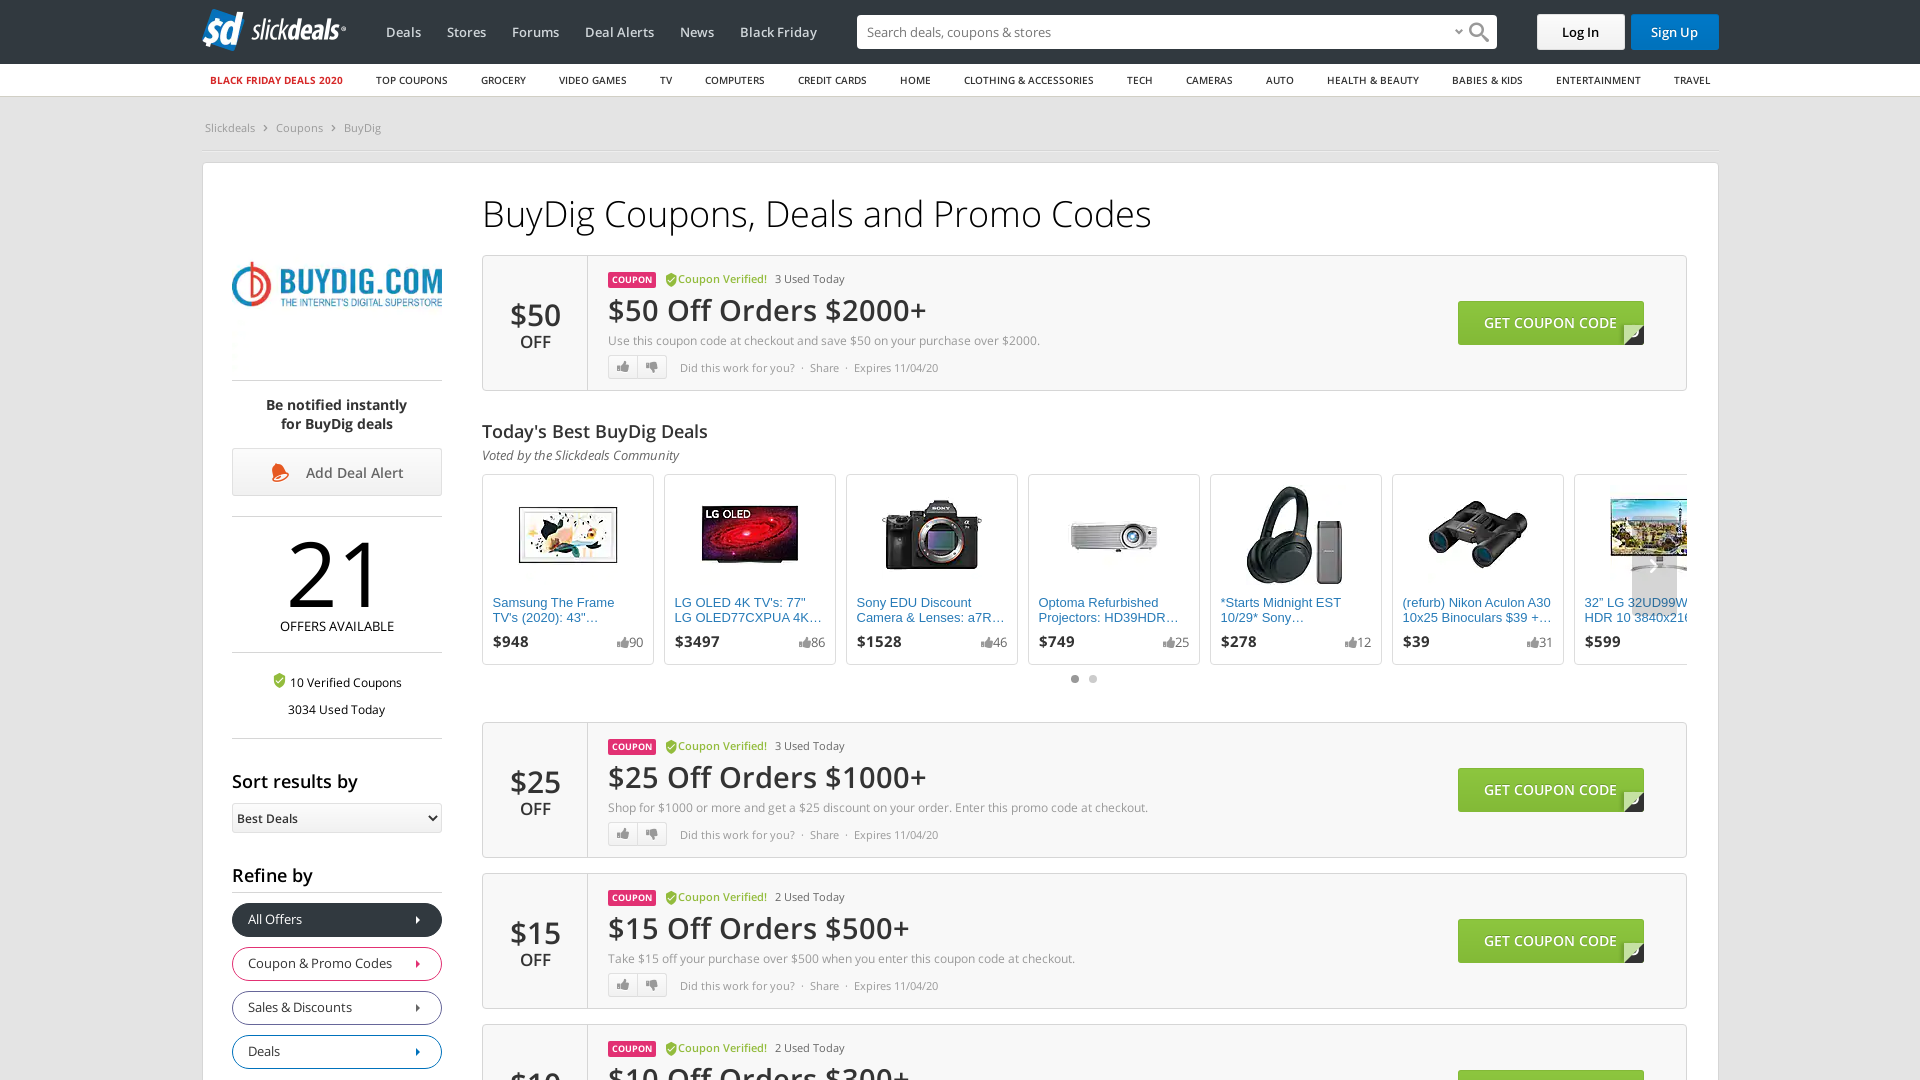 slickdeals
Deals
Stores
Forums
Deal Alerts
News
Black Friday
Search deals, coupons & stores
Log In
Sign Up
BLACK FRIDAY DEALS 2020
TOP COUPONS
GROCERY
VIDEO GAMES
TV
COMPUTERS
CREDIT CARDS
HOME
CLOTHING & ACCESSORIES
TECH
CAMERAS
AUTO
HEALTH & BEAUTY
BABIES & KIDS
ENTERTAINMENT
TRAVEL
Slickdeals
Coupons
BuyDig
BUYDIG.COM
THE INTERNET'S DIGITAL SUPERSTORE
Be notified instantly
for BuyDig deals
Add Deal Alert
21
OFFERS AVAILABLE
10 Verified Coupons
3034 Used Today
Sort results by
Best Deals
Refine by
All Offers
Coupon & Promo Codes
Sales & Discounts
Deals
BuyDig Coupons, Deals and Promo Codes
$50
OFF
COUPON Coupon Verified! 3 Used Today
$50 Off Orders $2000+
Use this coupon code at checkout and save $50 on your purchase over $2000.
Did this work for you? · Share · Expires 11/04/20
GET COUPON CODE
Today's Best BuyDig Deals
Voted by the Slickdeals Community
Samsung The Frame
TV's (2020): 43"…
$948
90
LG OLED
LG OLED 4K TV's: 77"
LG OLED77CXPUA 4K…
$3497
86
SONY
Sony EDU Discount
Camera & Lenses: a7R…
$1528
46
Optoma Refurbished
Projectors: HD39HDR…
$749
25
*Starts Midnight EST
10/29* Sony…
$278
12
(refurb) Nikon Aculon A30
10x25 Binoculars $39 +…
$39
31
32” LG 32UD99W
HDR 10 3840x216
$599
$25
OFF
COUPON Coupon Verified! 3 Used Today
$25 Off Orders $1000+
Shop for $1000 or more and get a $25 discount on your order. Enter this promo code at checkout.
Did this work for you? · Share · Expires 11/04/20
GET COUPON CODE
$15
OFF
COUPON Coupon Verified! 2 Used Today
$15 Off Orders $500+
Take $15 off your purchase over $500 when you enter this coupon code at checkout.
Did this work for you? · Share · Expires 11/04/20
GET COUPON CODE
$10
COUPON Coupon Verified! 2 Used Today
$10 Off Orders $300+